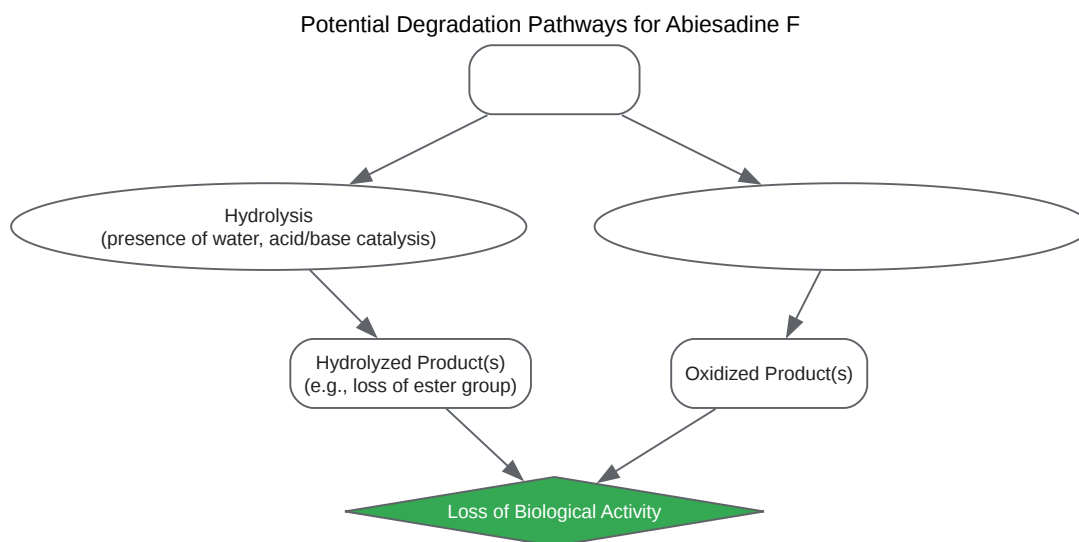 Potential Degradation Pathways for Abiesadine F
Hydrolysis
(presence of water, acid/base catalysis)
Hydrolyzed Product(s)
(e.g., loss of ester group)
Oxidized Product(s)
Loss of Biological Activity